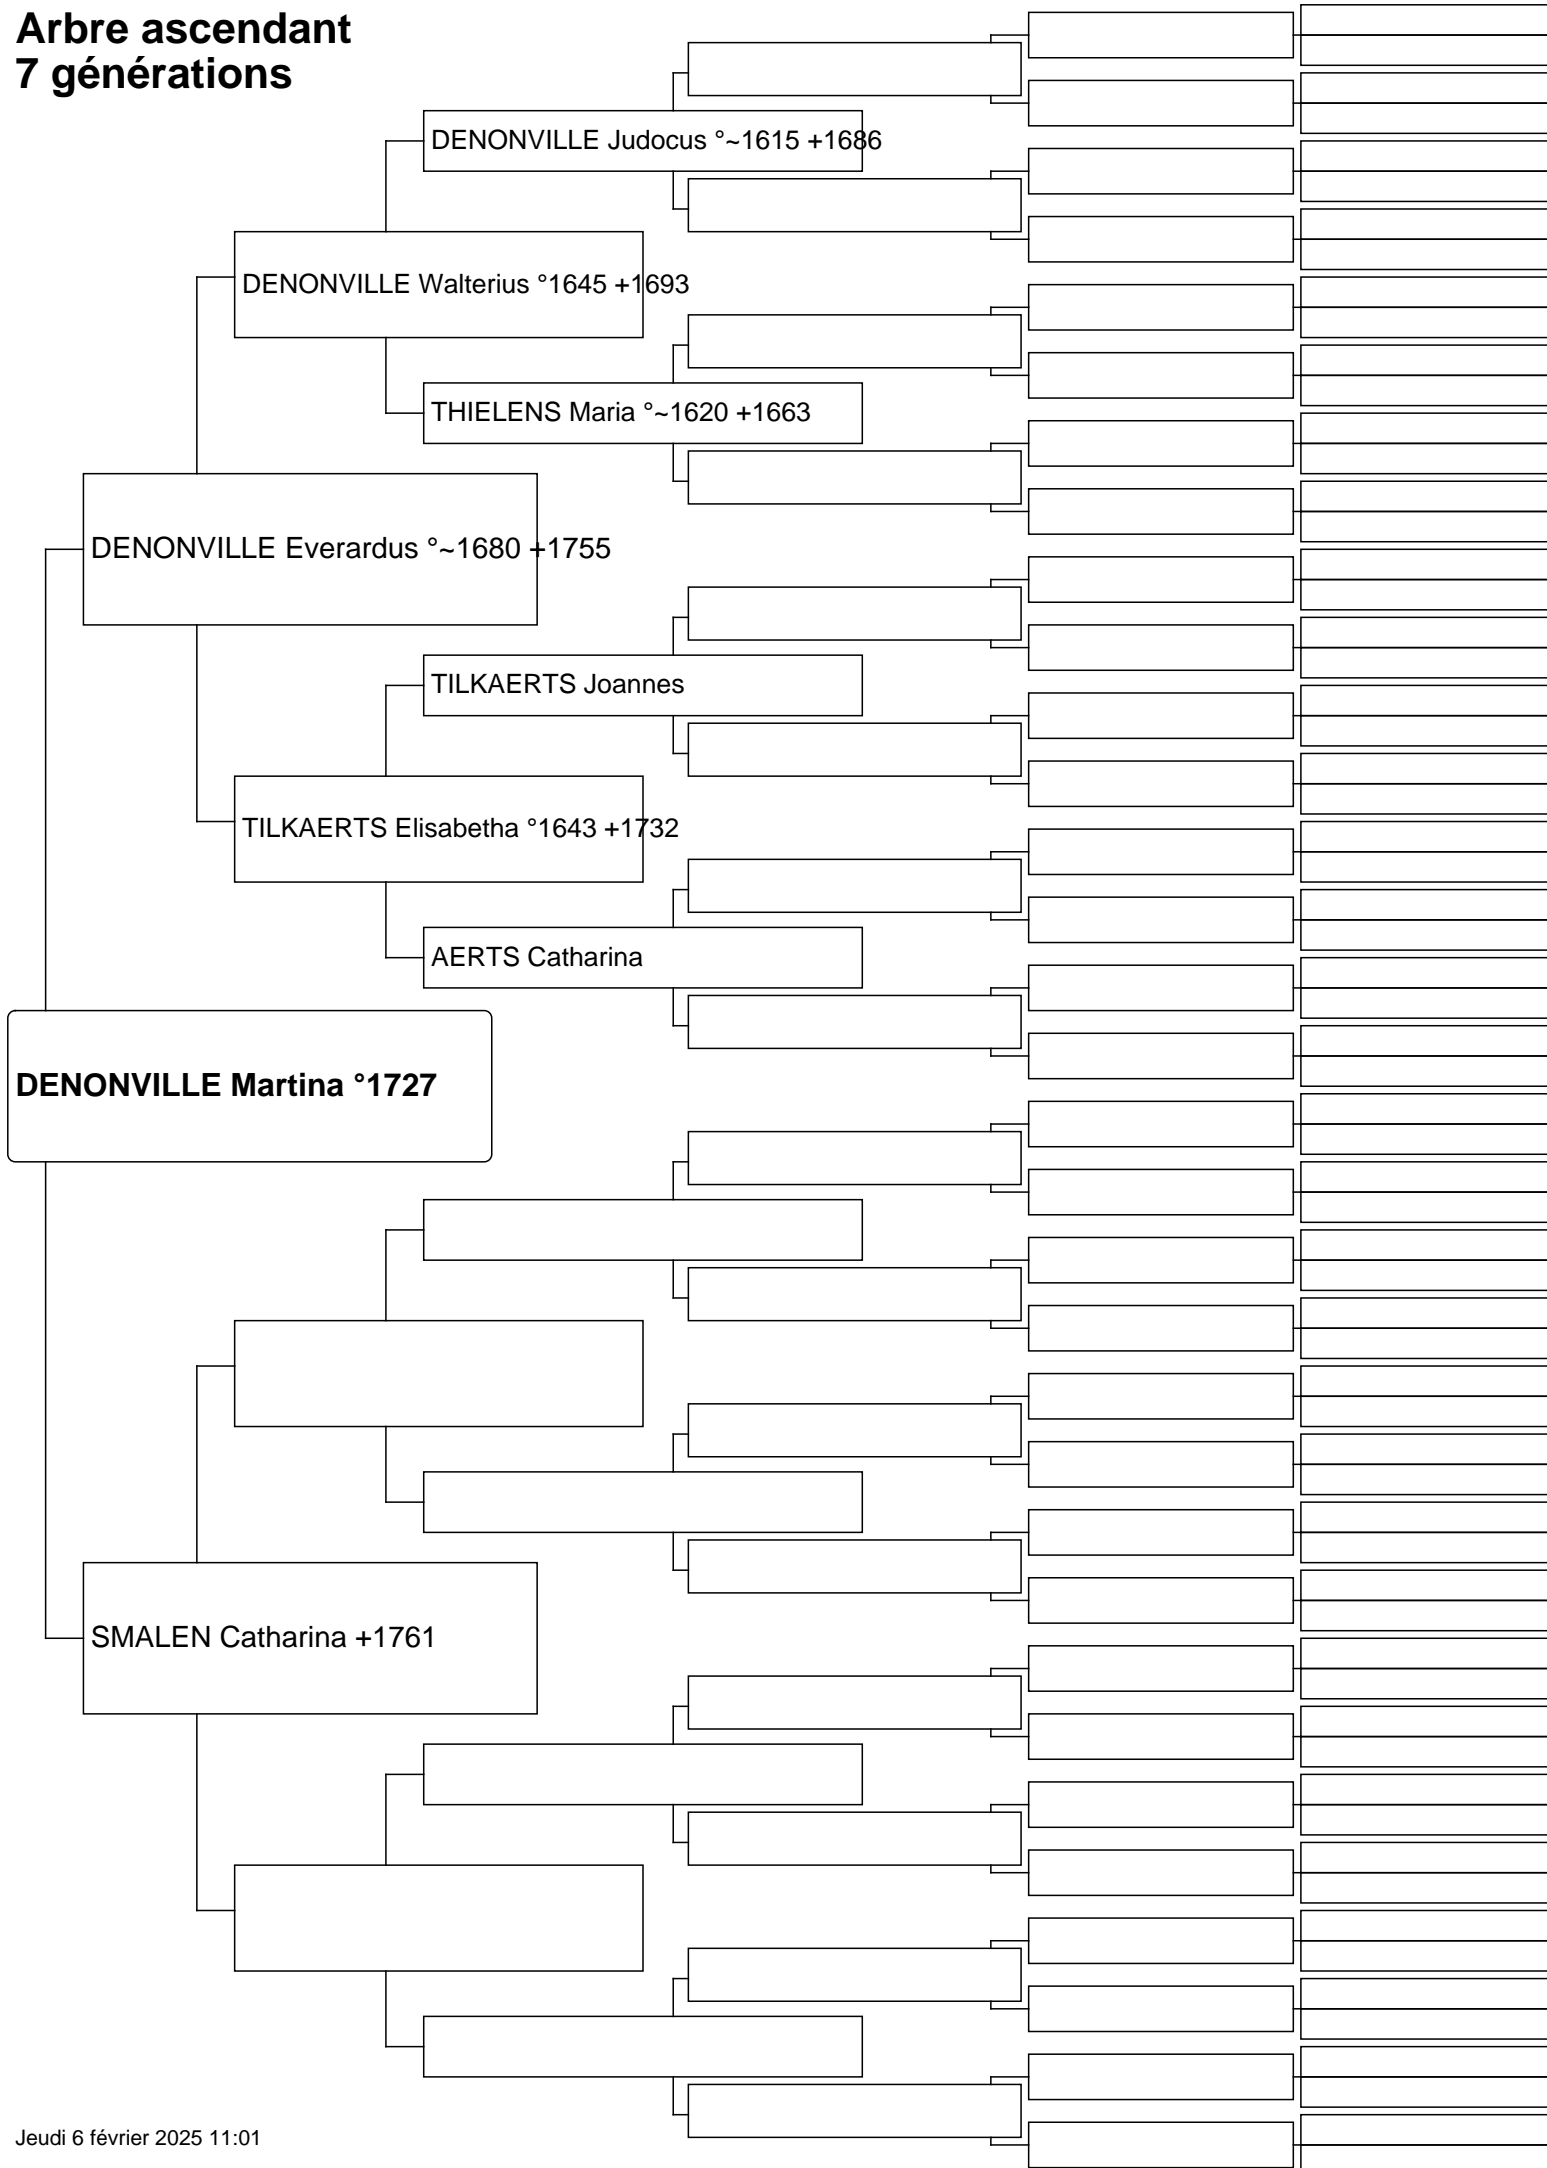 Arbre ascendant
7 générations
DENONVILLE Judocus °~1615 +1686
DENONVILLE Walterius °1645 +1693
THIELENS Maria °~1620 +1663
DENONVILLE Everardus °~1680 +1755
TILKAERTS Joannes
TILKAERTS Elisabetha °1643 +1732
AERTS Catharina
DENONVILLE Martina °1727
SMALEN Catharina +1761
Jeudi 6 février 2025 11:01